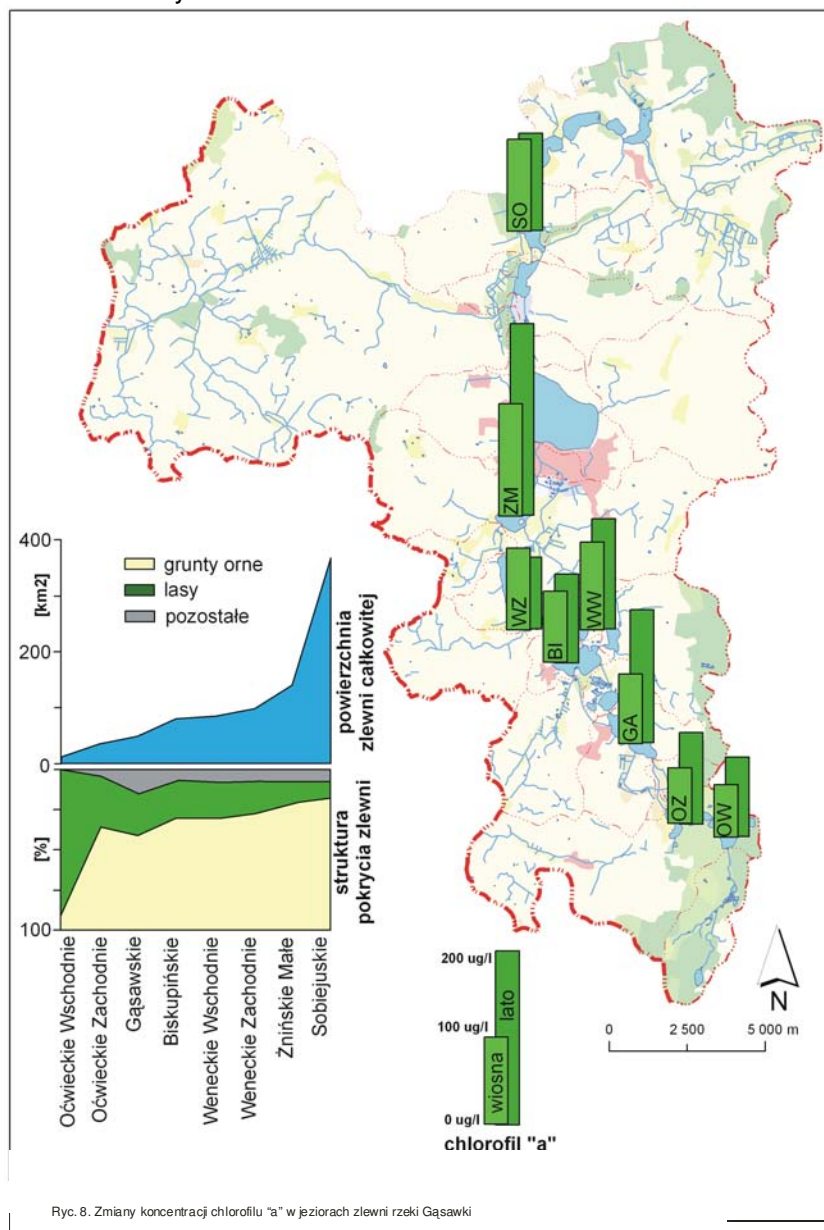 SO
ZM
WZ
BI
WW
GA
OZ
OW
400
200
0
[km2]
grunty orne
lasy
pozostałe
powierzchnia
zlewni całkowitej
[%]
100
struktura
pokrycia zlewni
Oćwieckie Wschodnie
Oćwieckie Zachodnie
Gąsawskie
Biskupińskie
Weneckie Wschodnie
Weneckie Zachodnie
Żnińskie Małe
Sobiejuskie
200 ug/l
100 ug/l
0 ug/l
wiosna
lato
chlorofil "a"
N
0 2 500 5 000 m
Ryc. 8. Zmiany koncentracji chlorofilu “a” w jeziorach zlewni rzeki Gąsawki